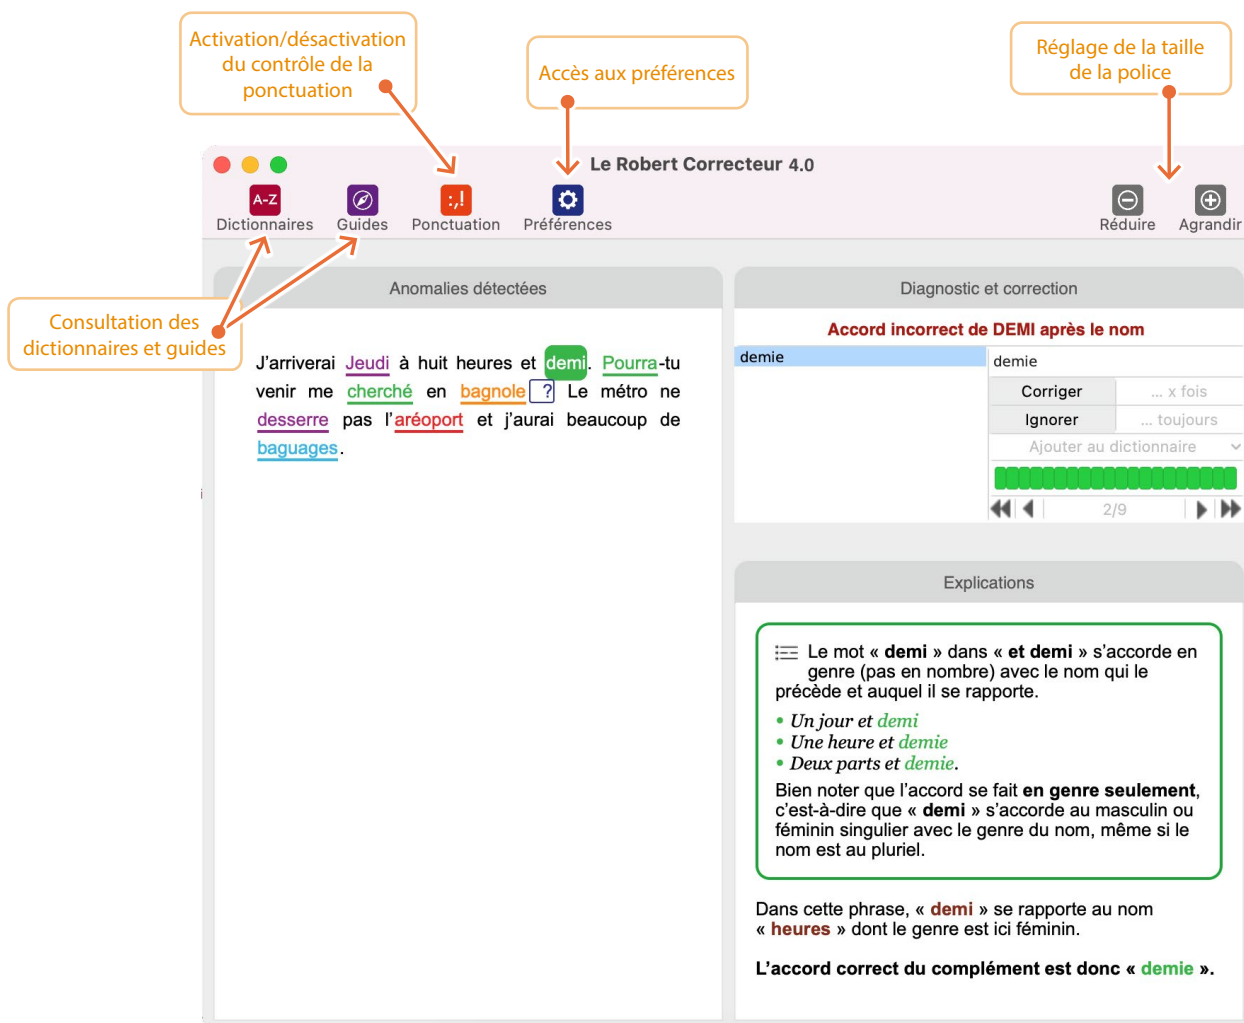 Activation/désactivation
du contrôle de la
ponctuation
Accès aux préférences
Réglage de la taille
de la police
Le Robert Correcteur 4.0
A-Z
:,!
Dictionnaires Guides Ponctuation Préférences Réduire Agrandir
Consultation des
dictionnaires et guides
Anomalies détectées
J’arriverai Jeudi à huit heures et demi. Pourra-tu
venir me cherché en bagnole ? Le métro ne
desserre pas l’aréoport et j’aurai beaucoup de
baguages.
Diagnostic et correction
Accord incorrect de DEMI après le nom
demie
demie
Corriger ... x fois
Ignorer ... toujours
Ajouter au dictionnaire
2/9
Explications
Le mot « demi » dans « et demi » s’accorde en
genre (pas en nombre) avec le nom qui le
précède et auquel il se rapporte.
• Un jour et demi
• Une heure et demie
• Deux parts et demie.
Bien noter que l’accord se fait en genre seulement,
c’est-à-dire que « demi » s’accorde au masculin ou
féminin singulier avec le genre du nom, même si le
nom est au pluriel.
Dans cette phrase, « demi » se rapporte au nom
« heures » dont le genre est ici féminin.
L’accord correct du complément est donc « demie ».